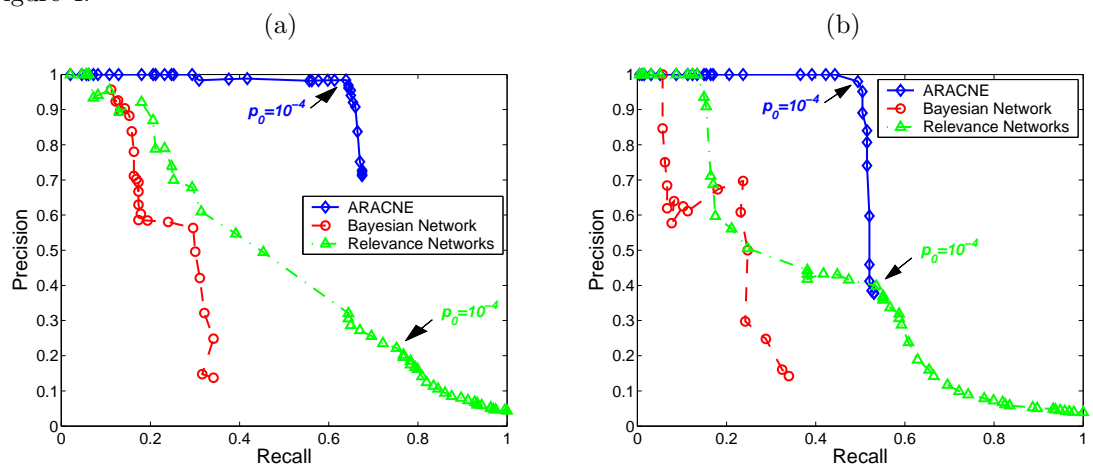 (a)
(b)
1
0.9
0.8
0.7
0.6
0.5
0.4
0.3
0.2
0.1
0
0
0.2
0.4
0.6
0.8
1
Precision
Recall
p₀=10⁻⁴
ARACNE
Bayesian Network
Relevance Networks
p₀=10⁻⁴
1
0.9
0.8
0.7
0.6
0.5
0.4
0.3
0.2
0.1
0
0
0.2
0.4
0.6
0.8
1
Precision
Recall
p₀=10⁻⁴
ARACNE
Bayesian Network
Relevance Networks
p₀=10⁻⁴